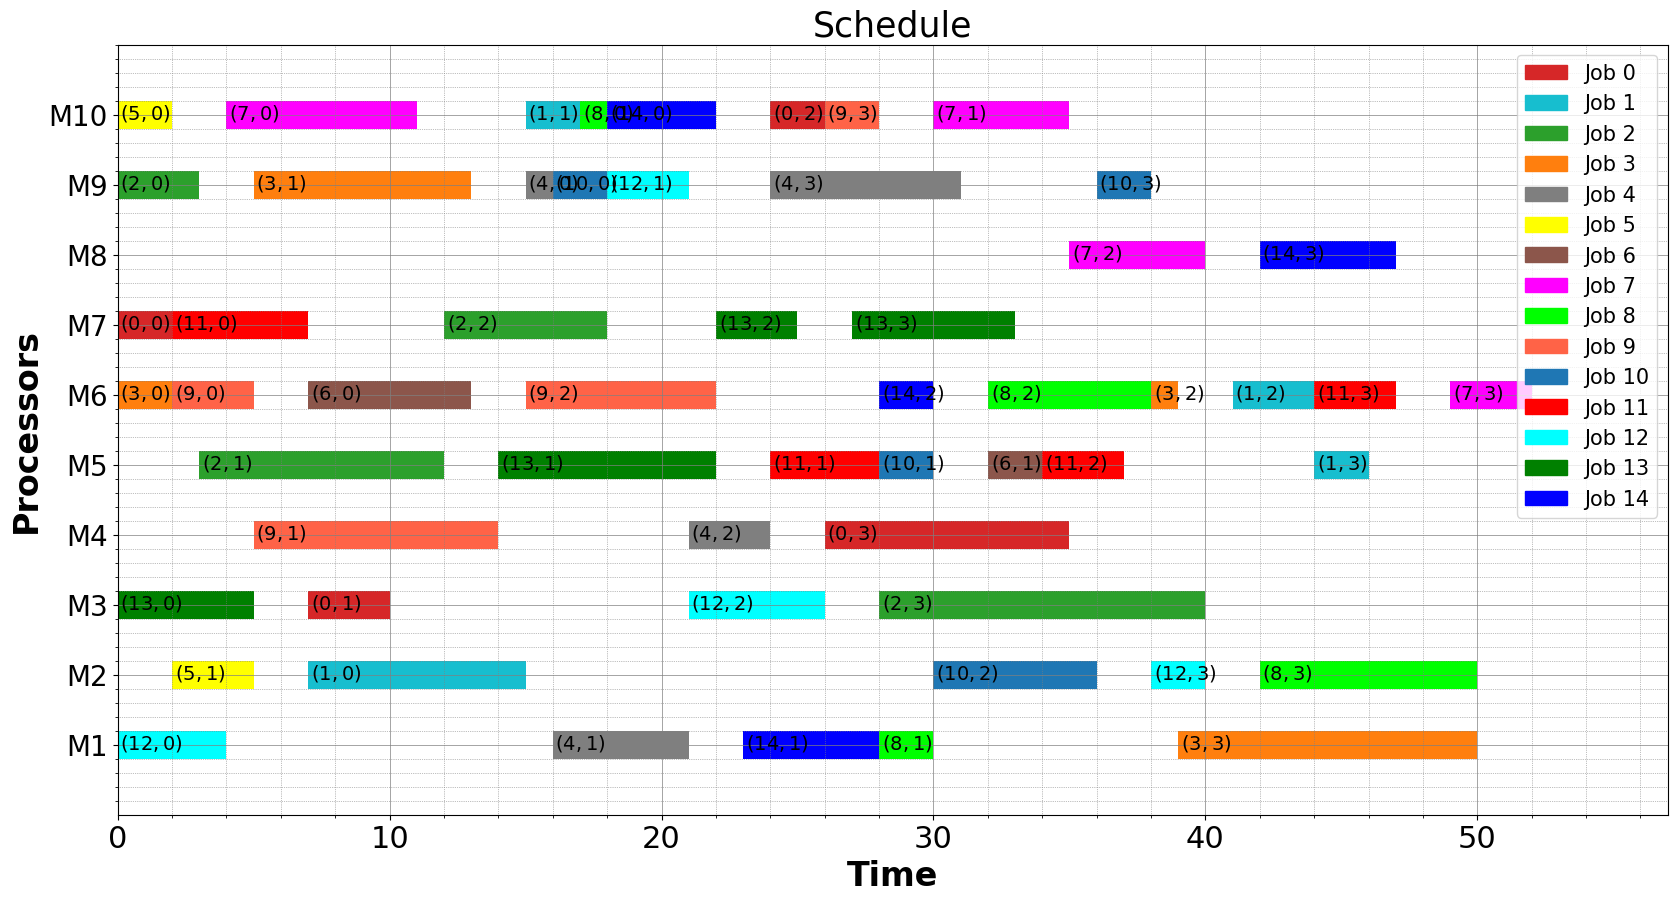 Schedule
M10 (5, 0) (7, 0) (1, 1) (8, 0) (14, 0) (0, 2) (9, 3) (7, 1)
M9 (2, 0) (3, 1) (4, 0) (10, 0) (12, 1) (4, 3) (10, 3)
M8 (7, 2) (14, 3)
M7 (0, 0) (11, 0) (2, 2) (13, 2) (13, 3)
M6 (3, 0) (9, 0) (6, 0) (9, 2) (14, 2) (8, 2) (3, 2) (1, 2) (11, 3) (7, 3)
M5 (2, 1) (13, 1) (11, 1) (10, 1) (6, 1) (11, 2) (1, 3)
M4 (9, 1) (4, 2) (0, 3)
M3 (13, 0) (0, 1) (12, 2) (2, 3)
M2 (5, 1) (1, 0) (10, 2) (12, 3) (8, 3)
M1 (12, 0) (4, 1) (14, 1) (8, 1) (3, 3)
Processors
0 10 20 30 40 50
Time
Job 0
Job 1
Job 2
Job 3
Job 4
Job 5
Job 6
Job 7
Job 8
Job 9
Job 10
Job 11
Job 12
Job 13
Job 14